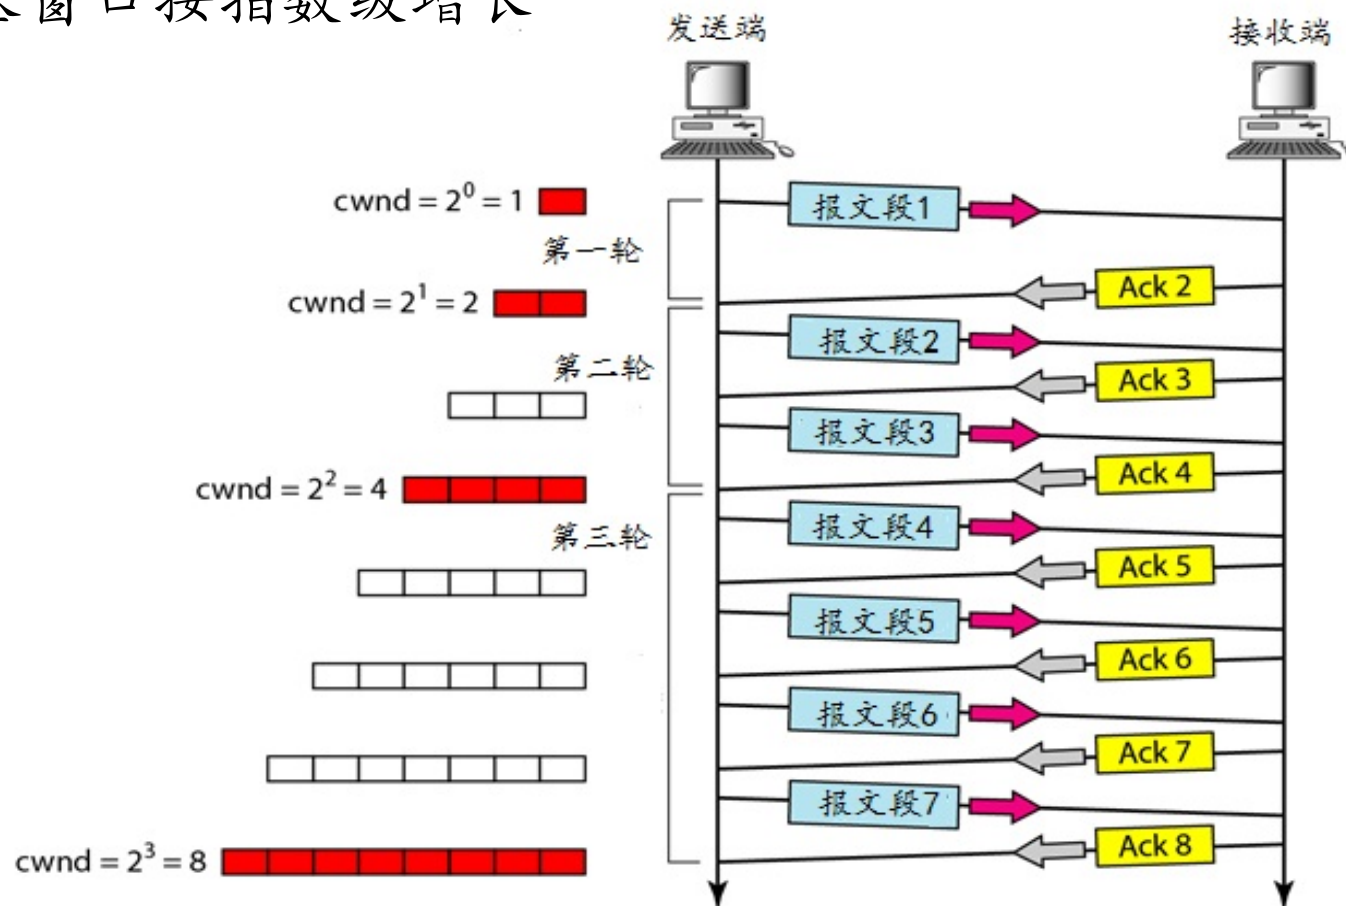 窗口按指数级增长
发送端
接收端
cwnd = 2⁰ = 1
报文段1
第一轮
Ack 2
cwnd = 2¹ = 2
报文段2
第二轮
Ack 3
报文段3
Ack 4
cwnd = 2² = 4
报文段4
第三轮
Ack 5
报文段5
Ack 6
报文段6
Ack 7
报文段7
Ack 8
cwnd = 2³ = 8